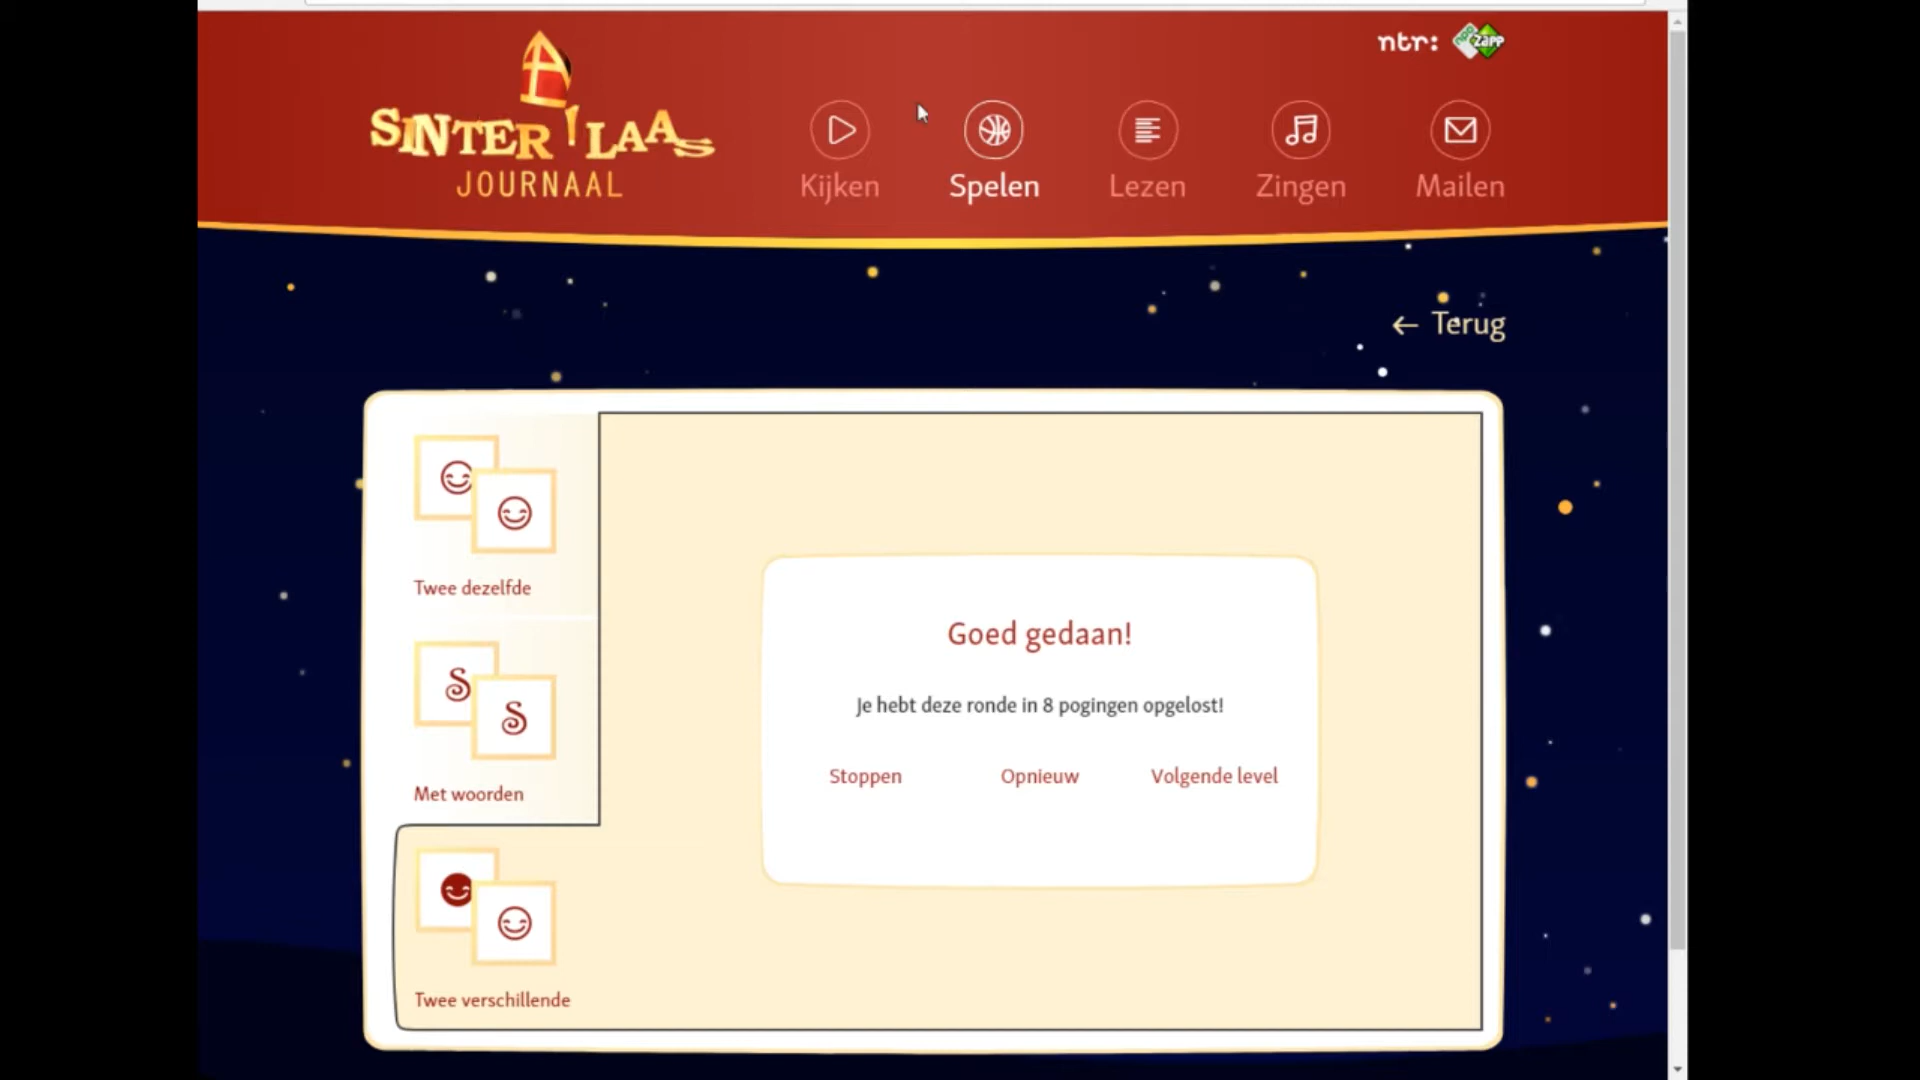 ntr: npo Zapp
SINTERKLAAS
JOURNAAL
Kijken
Spelen
Lezen
Zingen
Mailen
← Terug
Twee dezelfde
S
S
Met woorden
Twee verschillende
Goed gedaan!
Je hebt deze ronde in 8 pogingen opgelost!
Stoppen
Opnieuw
Volgende level